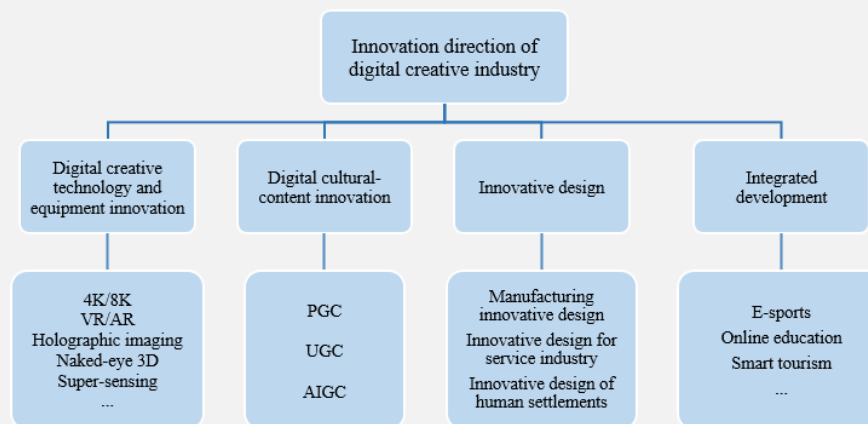 Innovation direction of
digital creative industry
Digital creative
technology and
equipment innovation
Digital cultural-
content innovation
Innovative design
Integrated
development
4K/8K
VR/AR
Holographic imaging
Naked-eye 3D
Super-sensing
...
PGC
UGC
AIGC
Manufacturing
innovative design
Innovative design for
service industry
Innovative design of
human settlements
E-sports
Online education
Smart tourism
...